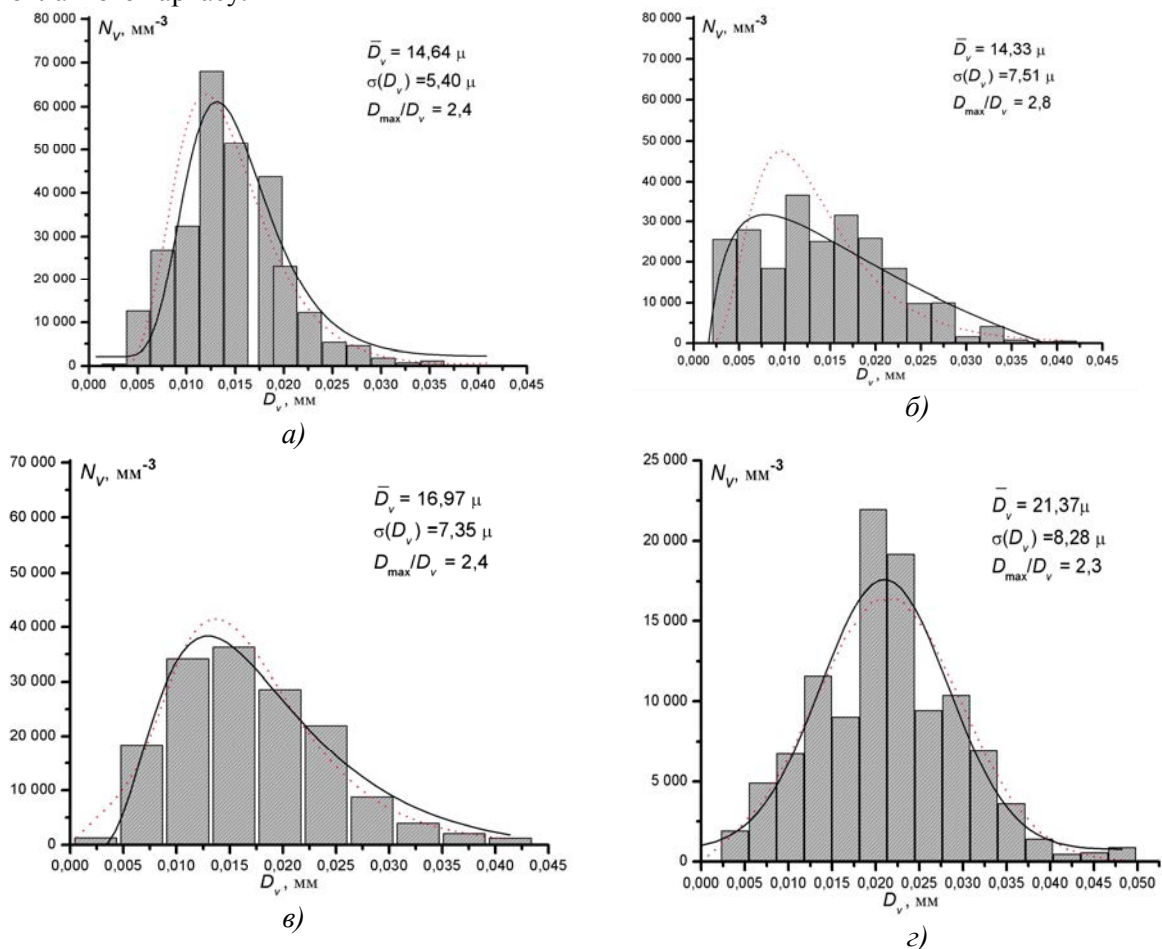 N_V, мм⁻³
D̄_v = 14,64 μ
σ(D_v) =5,40 μ
D_max/D_v = 2,4
80 000
70 000
60 000
50 000
40 000
30 000
20 000
10 000
0
0,000 0,005 0,010 0,015 0,020 0,025 0,030 0,035 0,040 0,045
D_v, мм
а)
N_V, мм⁻³
D̄_v = 14,33 μ
σ(D_v) =7,51 μ
D_max/D_v = 2,8
80 000
70 000
60 000
50 000
40 000
30 000
20 000
10 000
0
0,000 0,005 0,010 0,015 0,020 0,025 0,030 0,035 0,040 0,045
D_v, мм
б)
N_V, мм⁻³
D̄_v = 16,97 μ
σ(D_v) =7,35 μ
D_max/D_v = 2,4
70 000
60 000
50 000
40 000
30 000
20 000
10 000
0
0,000 0,005 0,010 0,015 0,020 0,025 0,030 0,035 0,040 0,045
D_v, мм
в)
N_V, мм⁻³
D̄_v = 21,37μ
σ(D_v) =8,28 μ
D_max/D_v = 2,3
25 000
20 000
15 000
10 000
5 000
0
0,000 0,005 0,010 0,015 0,020 0,025 0,030 0,035 0,040 0,045 0,050
D_v, мм
г)